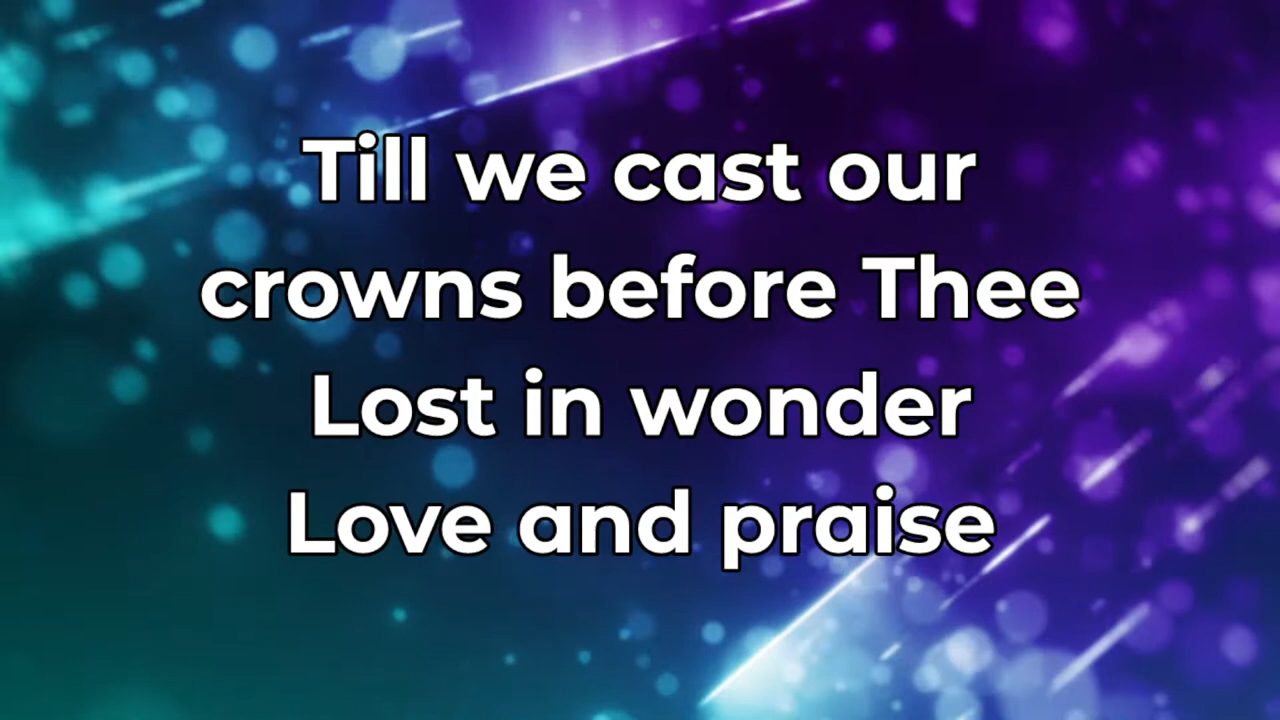 Till we cast our
crowns before Thee
Lost in wonder
Love and praise